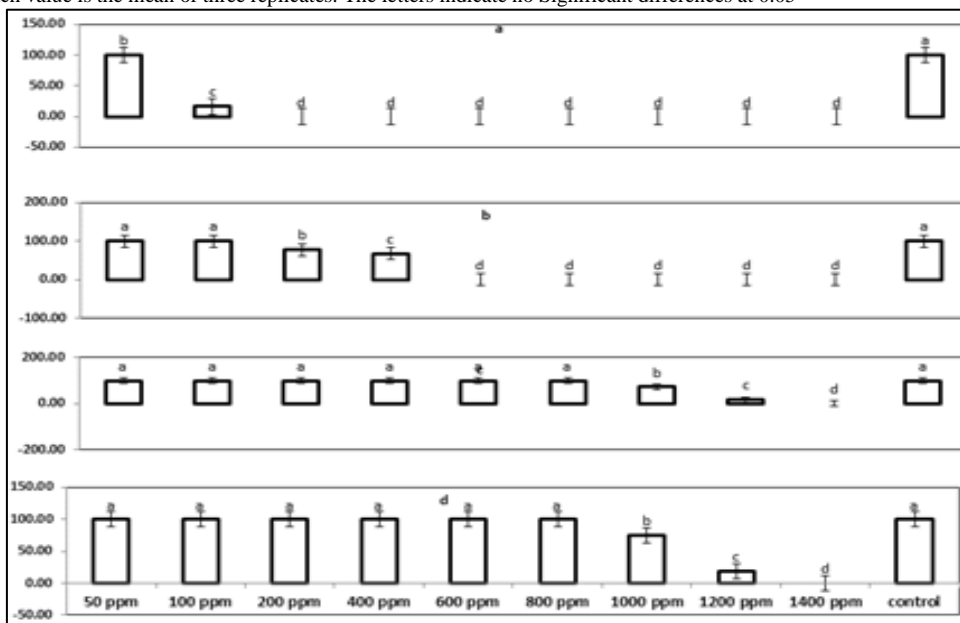 value is the mean of three replicates. The letters indicate no Significant differences at 0.05
150.00
100.00
50.00
0.00
-50.00
a
b c d d d d d d d a
200.00
100.00
0.00
-100.00
b
a a b c d d d d d a
200.00
0.00
-200.00
a a a a a a b c d a
150.00
100.00
50.00
0.00
-50.00
d
a a a a a a b c d a
50 ppm 100 ppm 200 ppm 400 ppm 600 ppm 800 ppm 1000 ppm 1200 ppm 1400 ppm control